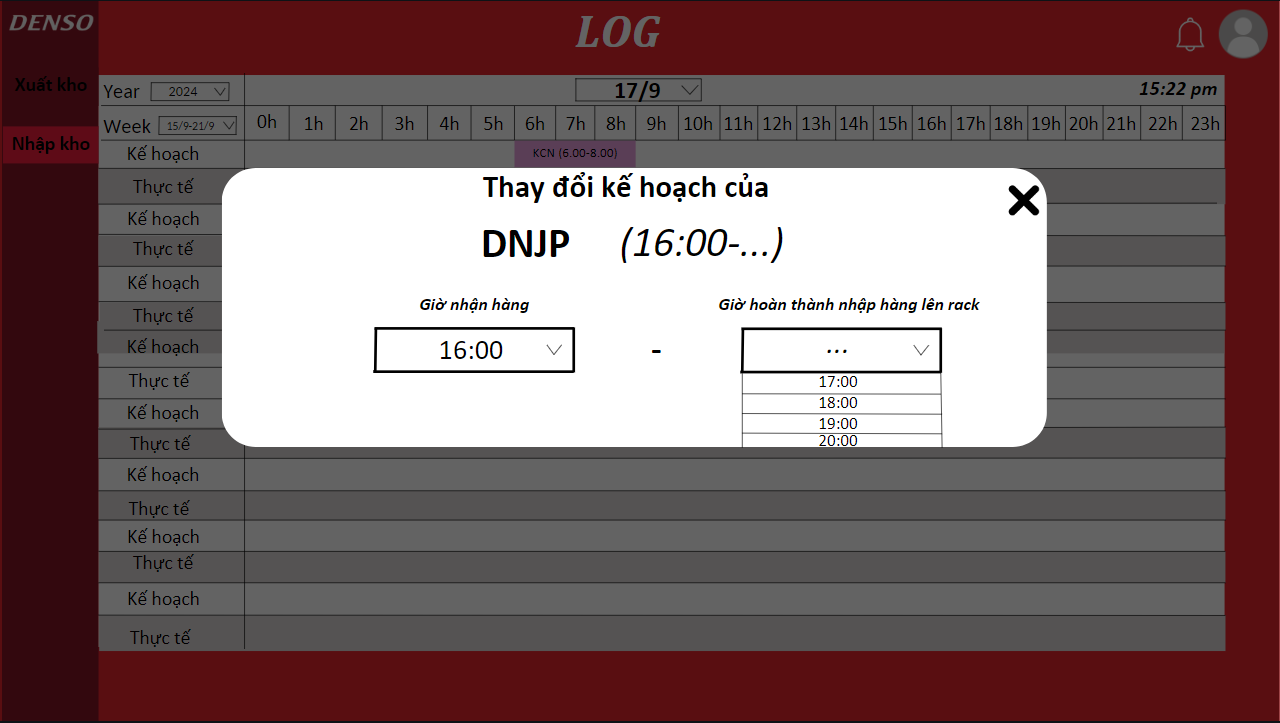 DENSO
LOG
Xuất kho
Nhập kho
Year 2024
17/9
15:22 pm
Week 15/9-21/9
0h 1h 2h 3h 4h 5h 6h 7h 8h 9h 10h 11h 12h 13h 14h 15h 16h 17h 18h 19h 20h 21h 22h 23h
Kế hoạch
KCN (6.00-8.00)
Thực tế
Kế hoạch
Thực tế
Kế hoạch
Thực tế
Kế hoạch
Thực tế
Kế hoạch
Thực tế
Kế hoạch
Thực tế
Kế hoạch
Thực tế
Kế hoạch
Thực tế
Thay đổi kế hoạch của
DNJP (16:00-...)
Giờ nhận hàng
Giờ hoàn thành nhập hàng lên rack
16:00 - ...
17:00
18:00
19:00
20:00